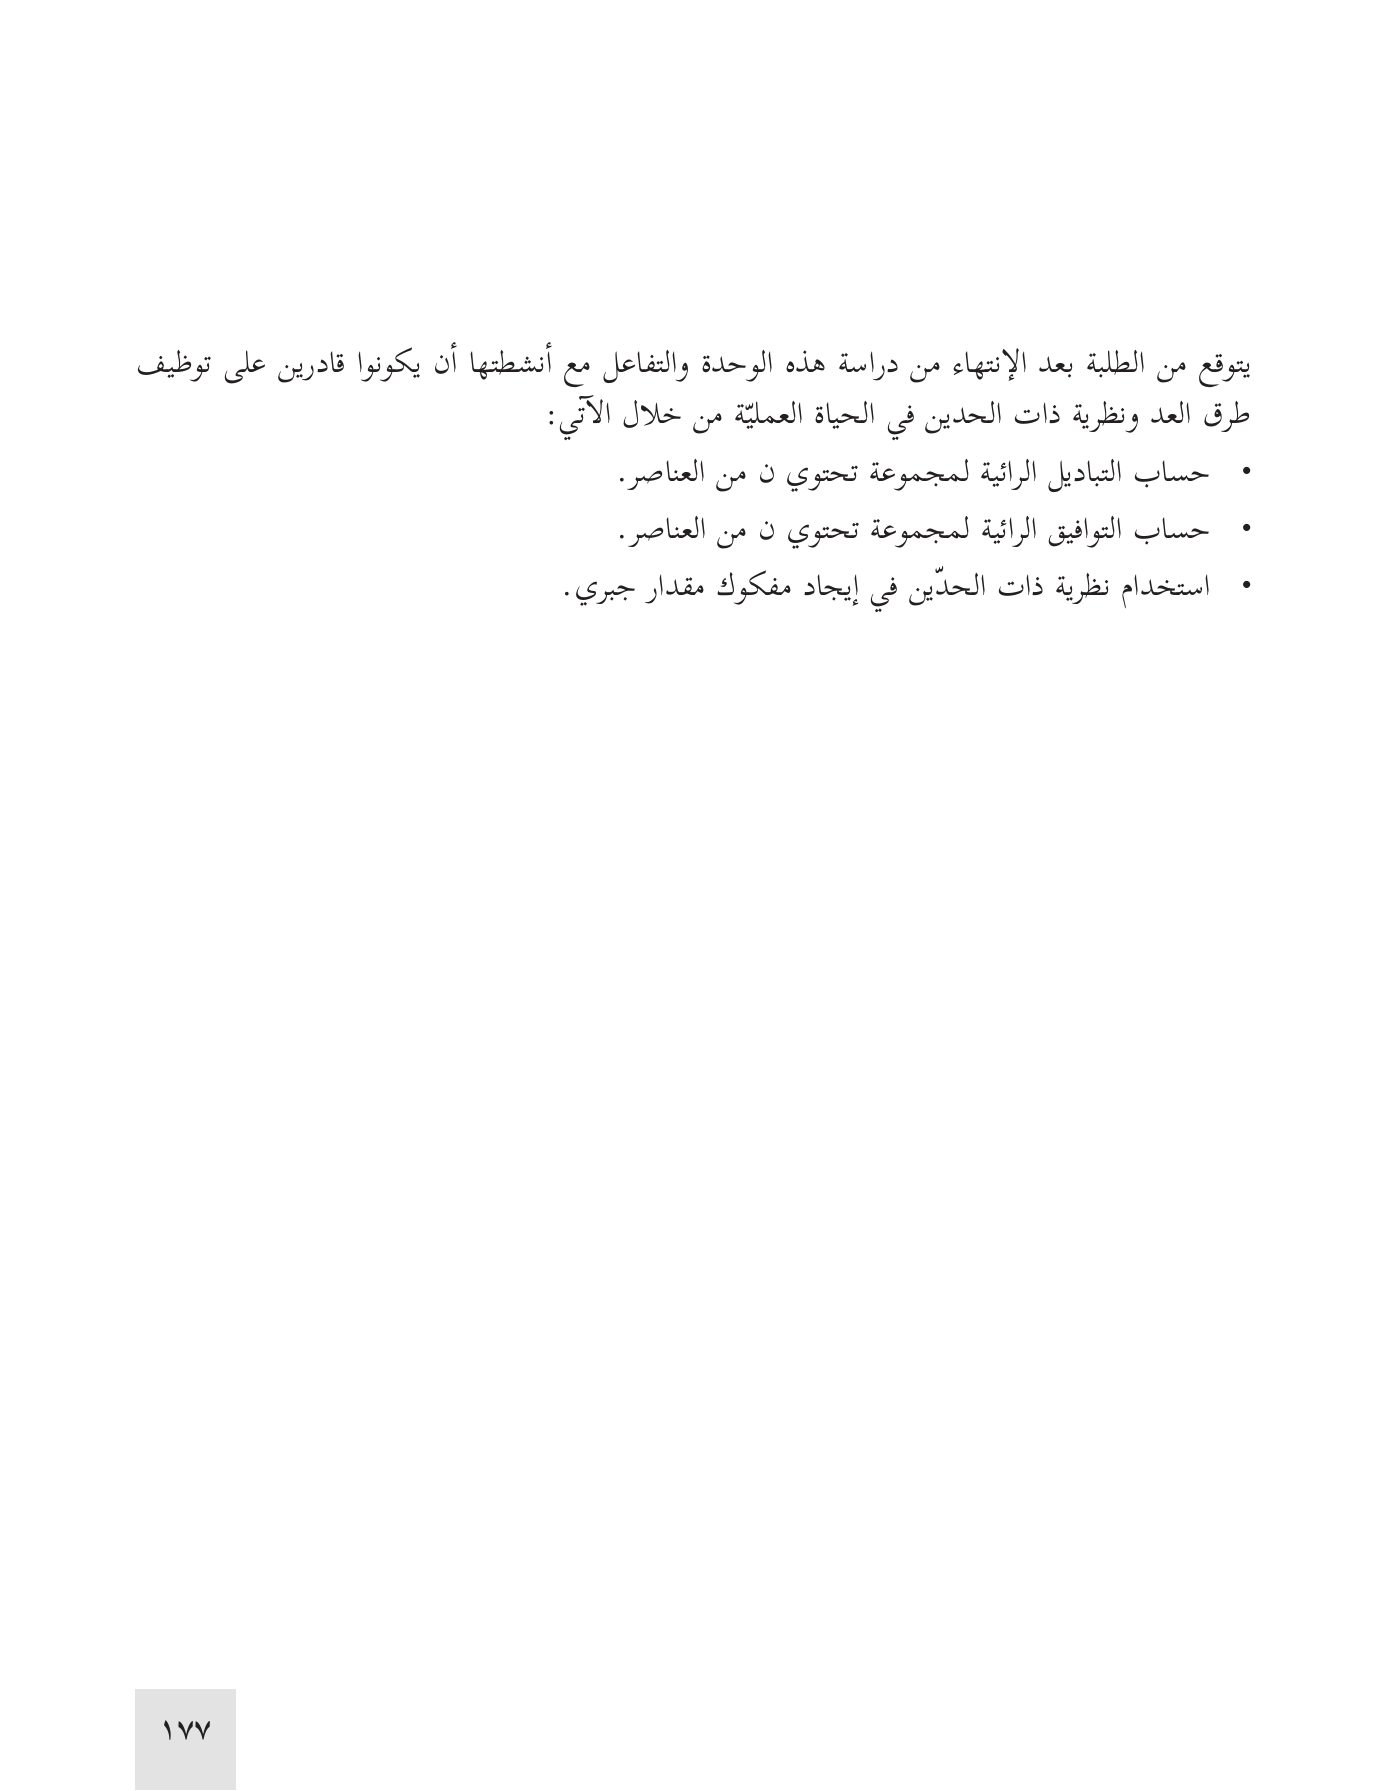 يتوقع من الطلبة بعد الإنتهاء من دراسة هذه الوحدة والتفاعل مع أنشطتها أن يكونوا قادرين على توظيف
طرق العد ونظرية ذات الحدين في الحياة العمليّة من خلال الآتي:
• حساب التباديل الرائية لمجموعة تحتوي ن من العناصر.
• حساب التوافيق الرائية لمجموعة تحتوي ن من العناصر.
• استخدام نظرية ذات الحدّين في إيجاد مفكوك مقدار جبري.
١٧٧